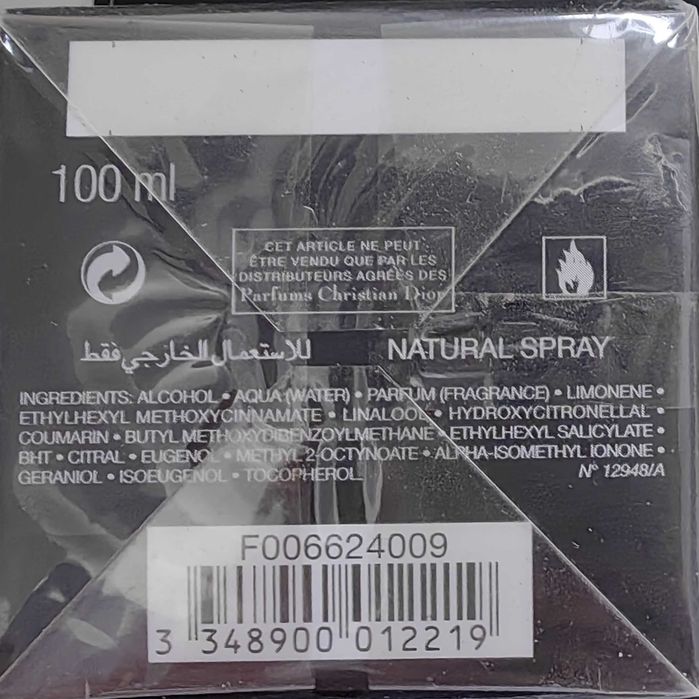 100 ml
CET ARTICLE NE PEUT
ÊTRE VENDU QUE PAR LES
DISTRIBUTEURS AGRÉÉS DES
Parfums Christian Dior
للاستعمال الخارجي فقط
NATURAL SPRAY
INGREDIENTS: ALCOHOL • AQUA (WATER) • PARFUM (FRAGRANCE) • LIMONENE •
ETHYLHEXYL METHOXYCINNAMATE • LINALOOL • HYDROXYCITRONELLAL •
COUMARIN • BUTYL METHOXYDIBENZOYLMETHANE • ETHYLHEXYL SALICYLATE •
BHT • CITRAL • EUGENOL • METHYL 2-OCTYNOATE • ALPHA-ISOMETHYL IONONE •
GERANIOL • ISOEUGENOL • TOCOPHEROL. N° 12948/A
F006624009
3 348900 012219